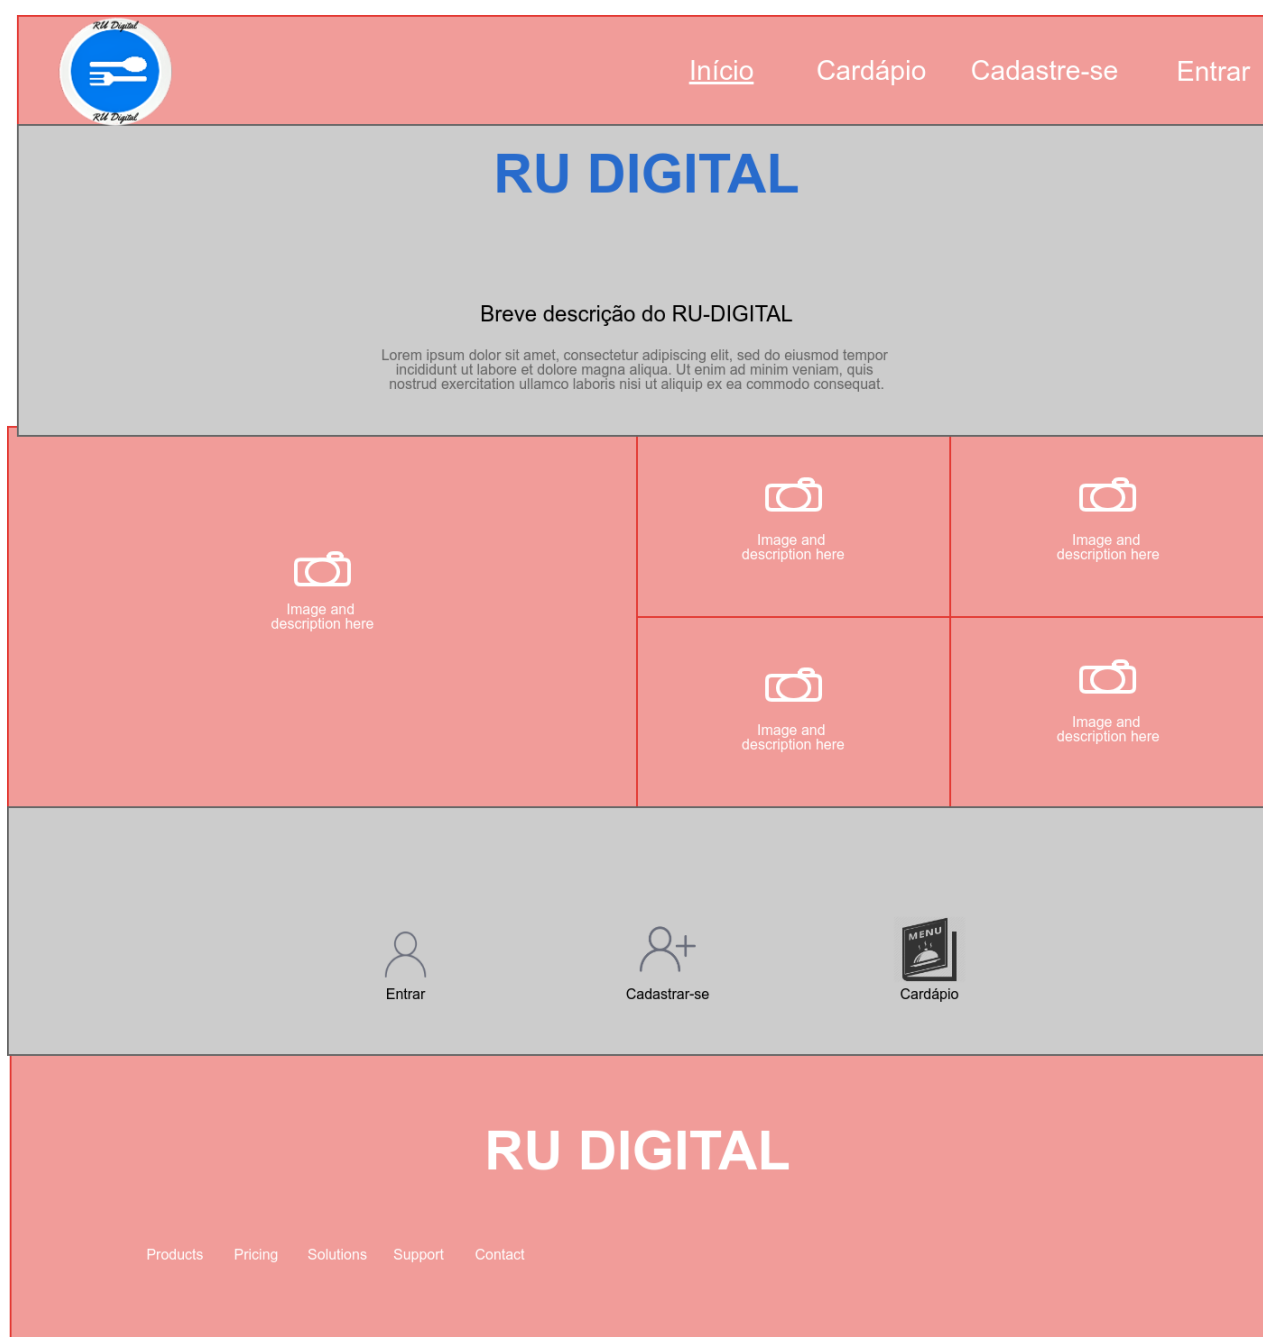 RU Digital
RU Digital
Início
Cardápio
Cadastre-se
Entrar
RU DIGITAL
Breve descrição do RU-DIGITAL
Lorem ipsum dolor sit amet, consectetur adipiscing elit, sed do eiusmod tempor
incididunt ut labore et dolore magna aliqua. Ut enim ad minim veniam, quis
nostrud exercitation ullamco laboris nisi ut aliquip ex ea commodo consequat.
Image and
description here
Image and
description here
Image and
description here
Image and
description here
Image and
description here
Entrar
Cadastrar-se
MENU
Cardápio
RU DIGITAL
Products
Pricing
Solutions
Support
Contact